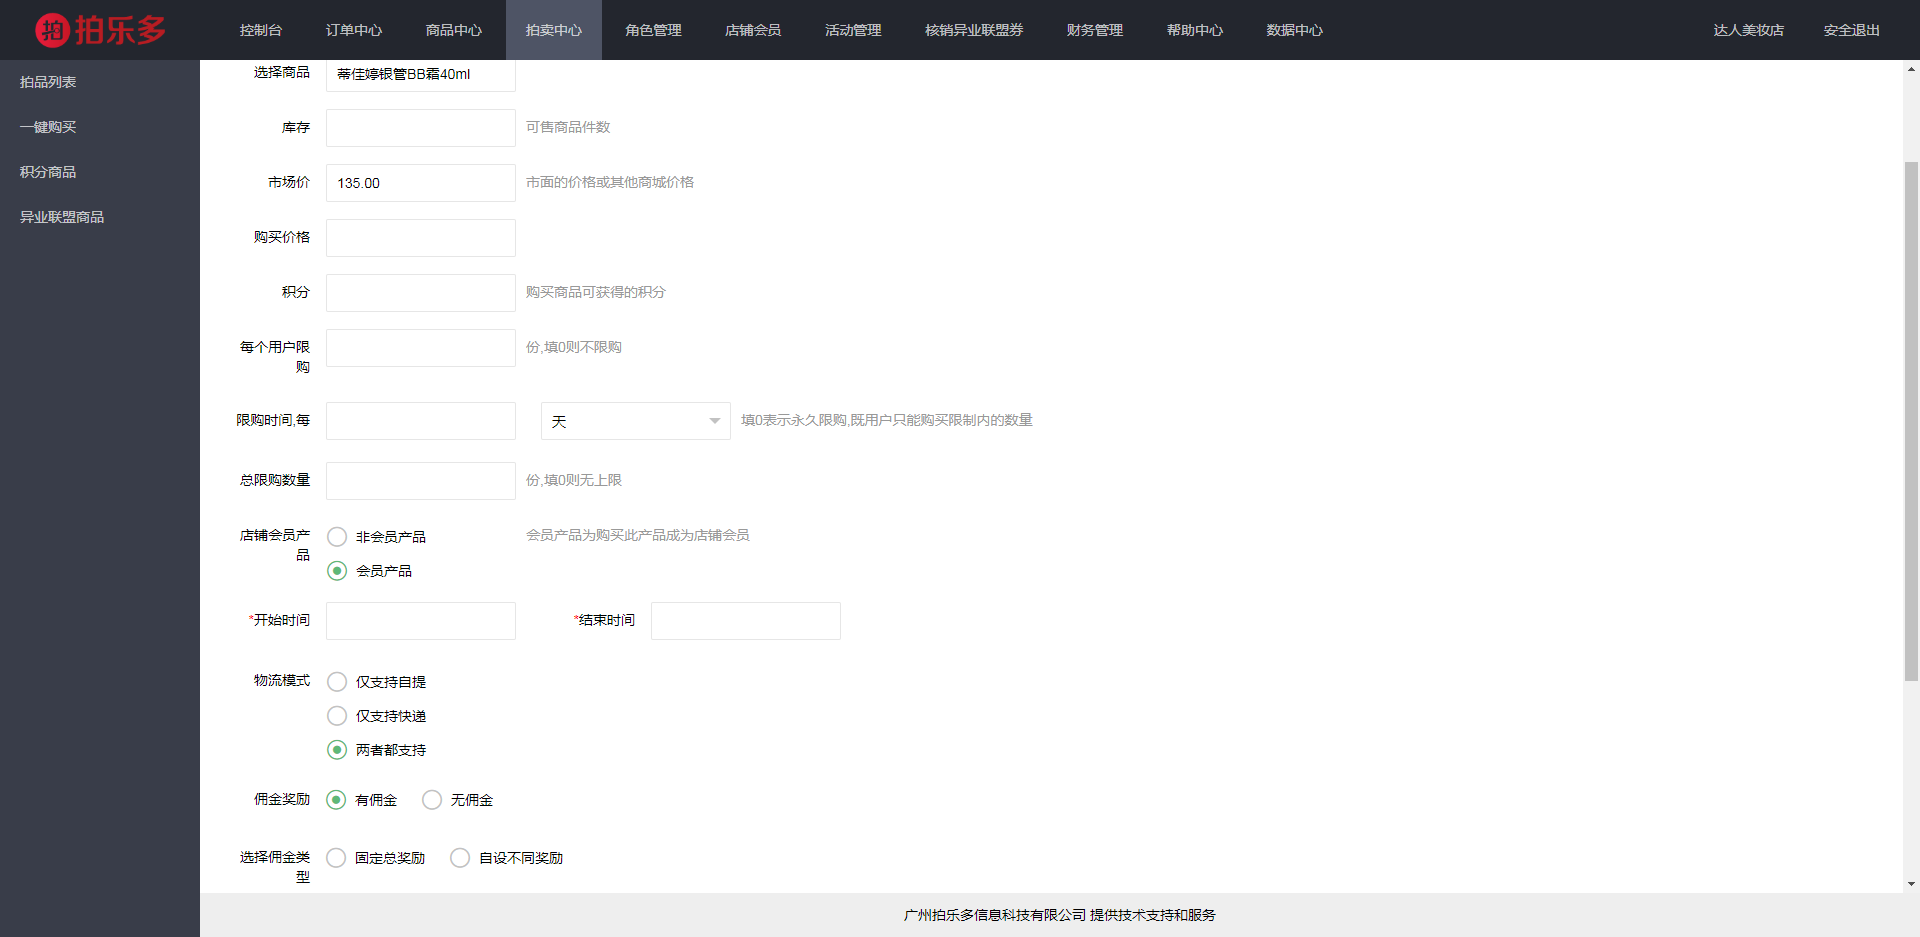 拍 拍乐多
控制台 订单中心 商品中心 拍卖中心 角色管理 店铺会员 活动管理 核销异业联盟券 财务管理 帮助中心 数据中心 达人美妆店 安全退出
拍品列表
一键购买
积分商品
异业联盟商品
选择商品 蒂佳婷银管BB霜40ml
库存 可售商品件数
市场价 135.00 市面的价格或其他商城价格
购买价格
积分 购买商品可获得的积分
每个用户限
购
份,填0则不限购
限购时间,每 天 填0表示永久限购,既用户只能购买限制内的数量
总限购数量 份,填0则无上限
店铺会员产
品
非会员产品 会员产品为购买此产品成为店铺会员
会员产品
*开始时间 *结束时间
物流模式 仅支持自提
仅支持快递
两者都支持
佣金奖励 有佣金 无佣金
选择佣金类
型
固定总奖励 自设不同奖励
广州拍乐多信息科技有限公司 提供技术支持和服务